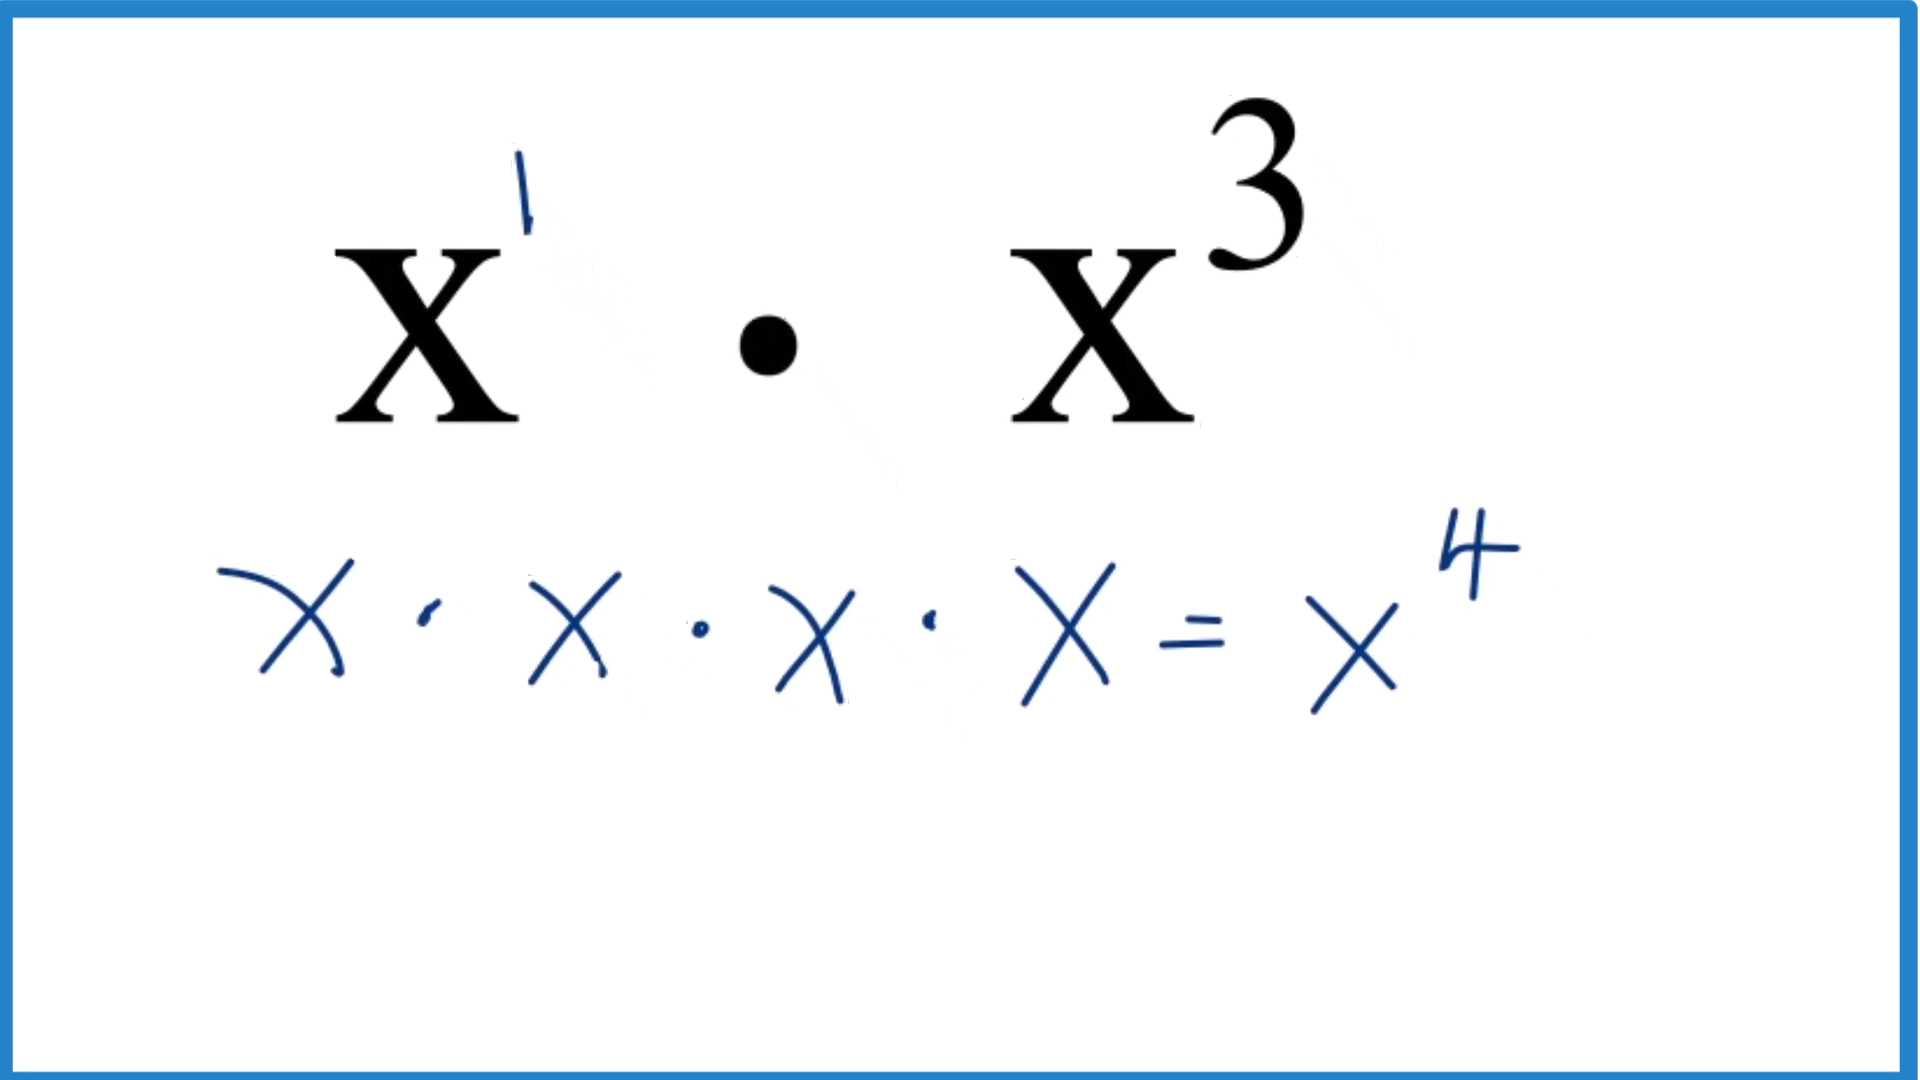 x¹ · x³
x · x · x · x = x⁴